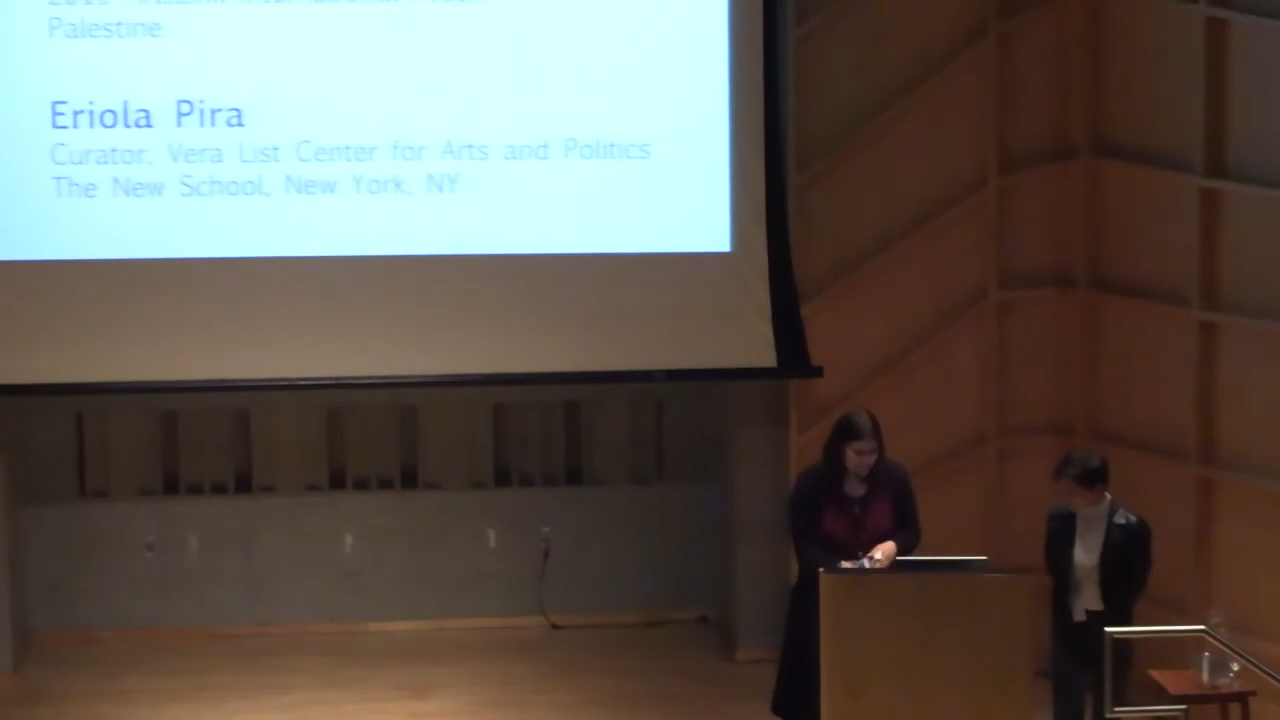 Palestine
Eriola Pira
Curator, Vera List Center for Arts and Politics
The New School, New York, NY